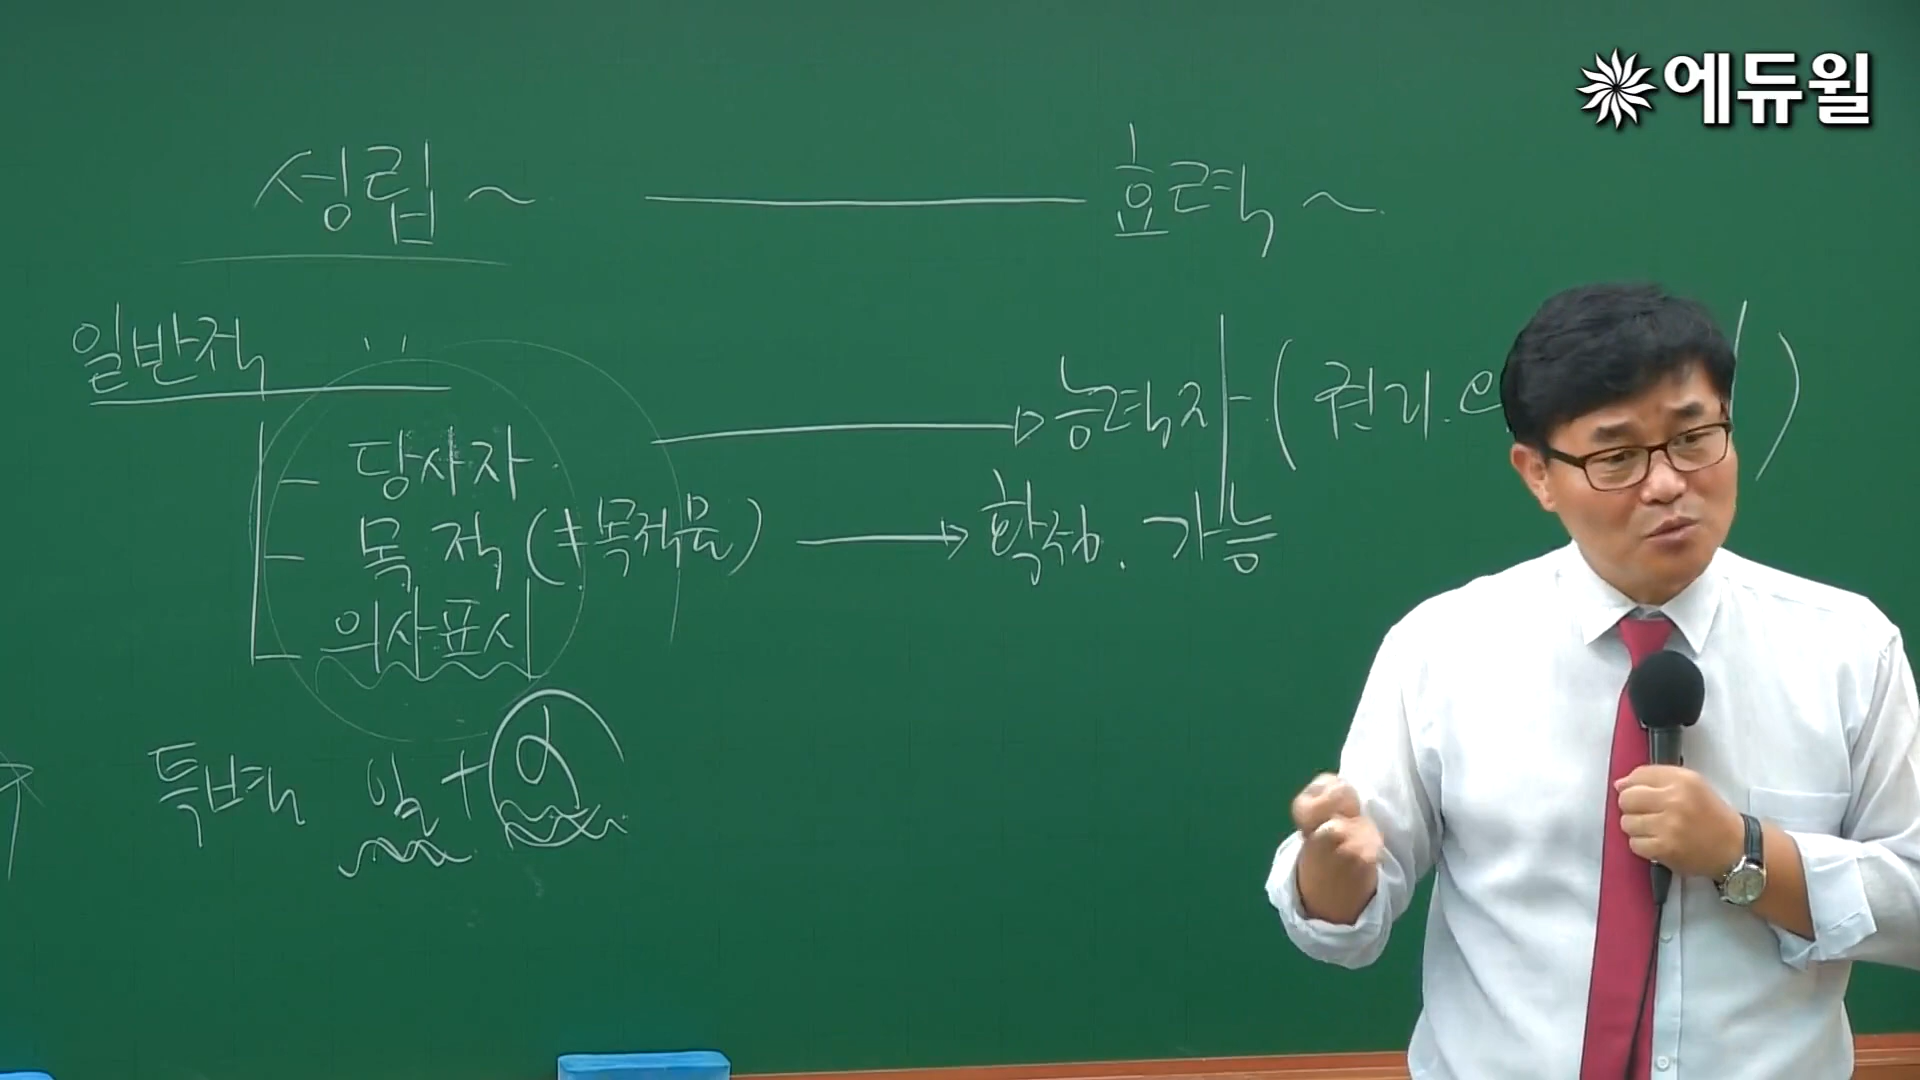 에듀윌
성립~ ― 효력~
일반적
당사자 → 능력자 (권리.
목적 (≠목적물) → 확정. 가능
의사표시
특별 일 + α